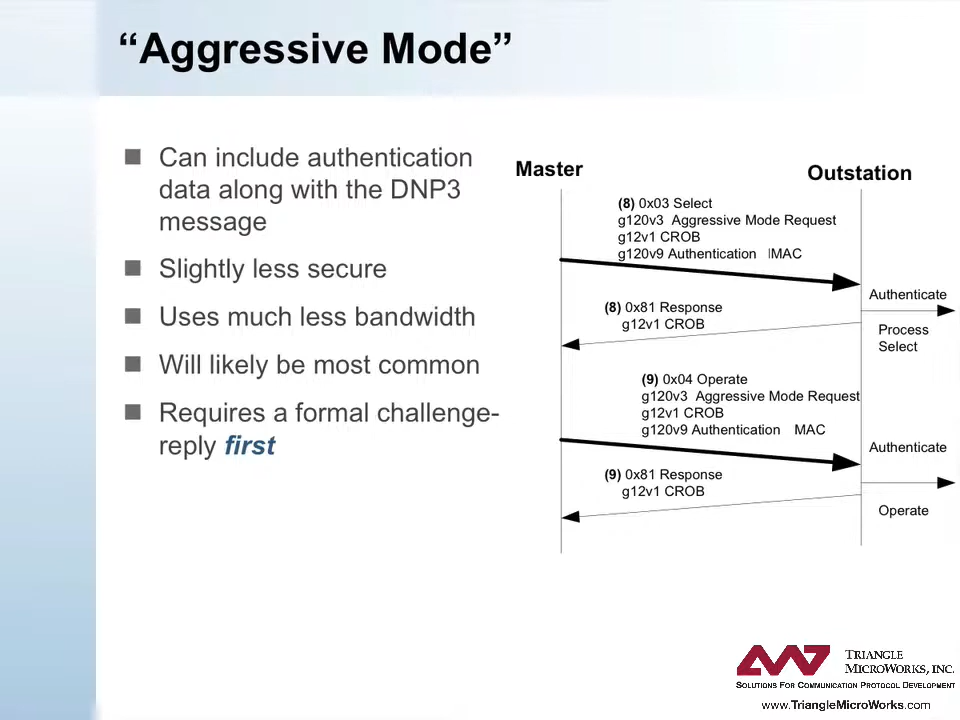 “Aggressive Mode”
Can include authentication
data along with the DNP3
message
Slightly less secure
Uses much less bandwidth
Will likely be most common
Requires a formal challenge-
reply first
Master
Outstation
(8) 0x03 Select
g120v3 Aggressive Mode Request
g12v1 CROB
g120v9 Authentication MAC
Authenticate
(8) 0x81 Response
g12v1 CROB
Process
Select
(9) 0x04 Operate
g120v3 Aggressive Mode Request
g12v1 CROB
g120v9 Authentication MAC
Authenticate
(9) 0x81 Response
g12v1 CROB
Operate
TRIANGLE
MICROWORKS, INC.
SOLUTIONS FOR COMMUNICATION PROTOCOL DEVELOPMENT
www.TriangleMicroWorks.com